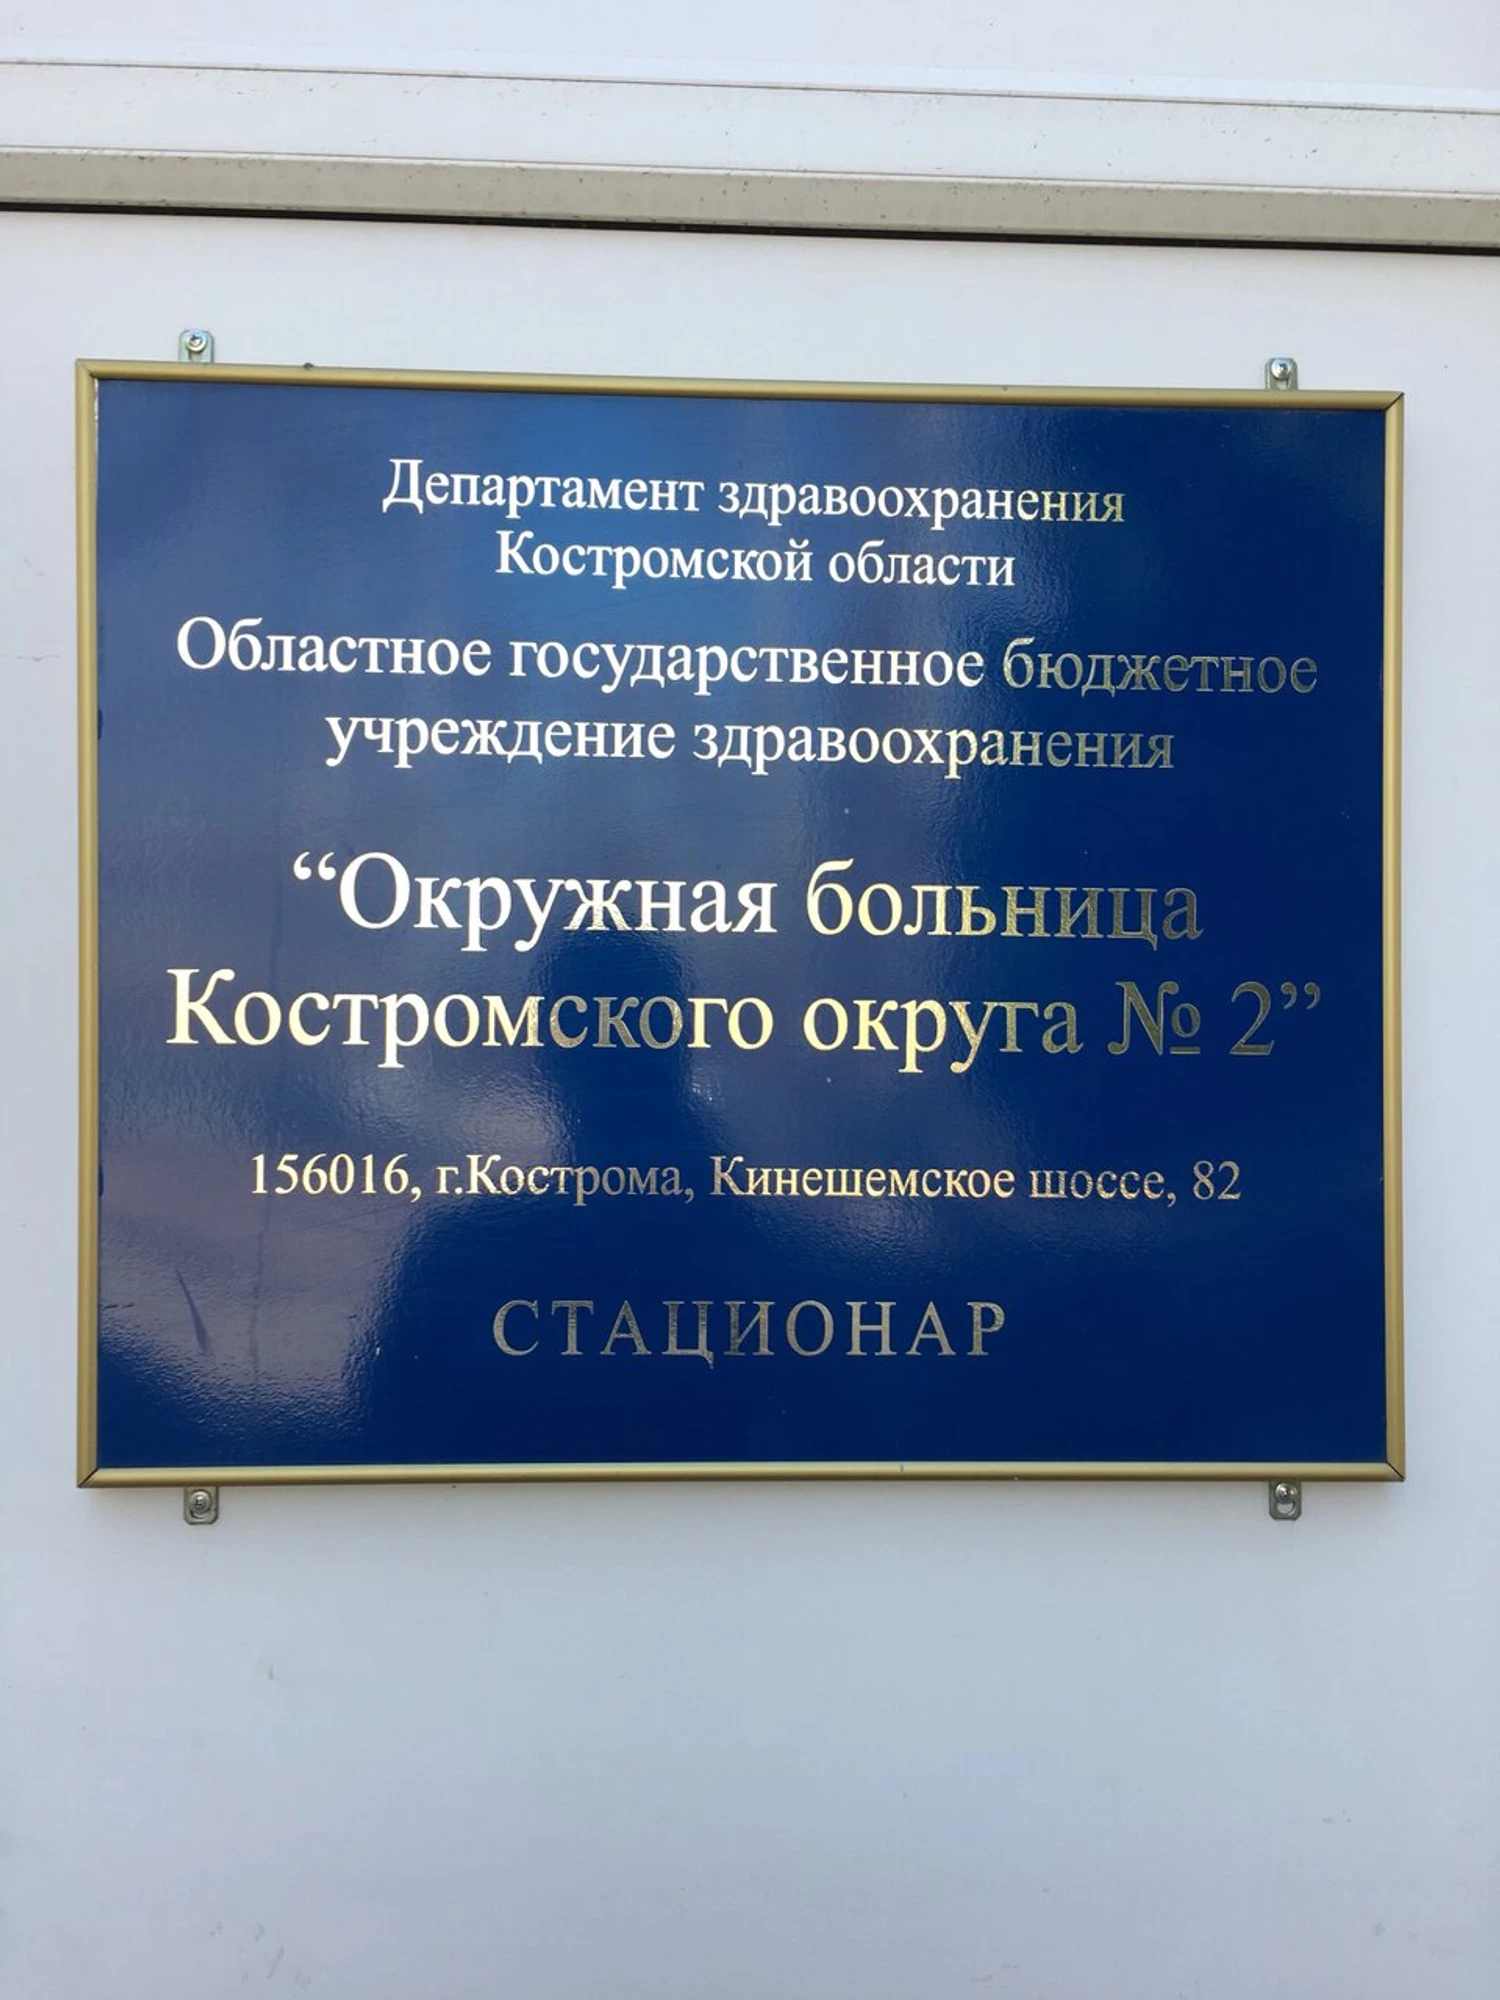 Департамент здравоохранения
Костромской области
Областное государственное бюджетное
учреждение здравоохранения
“Окружная больница
Костромского округа № 2”
156016, г.Кострома, Кинешемское шоссе, 82
СТАЦИОНАР